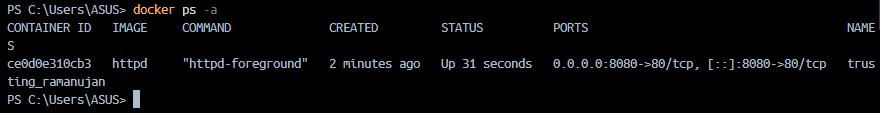 PS C:\Users\ASUS> docker ps -a
CONTAINER ID   IMAGE     COMMAND              CREATED         STATUS          PORTS                                     NAME
S
ce0d0e310cb3   httpd     "httpd-foreground"   2 minutes ago   Up 31 seconds   0.0.0.0:8080->80/tcp, [::]:8080->80/tcp   trus
ting_ramanujan
PS C:\Users\ASUS>